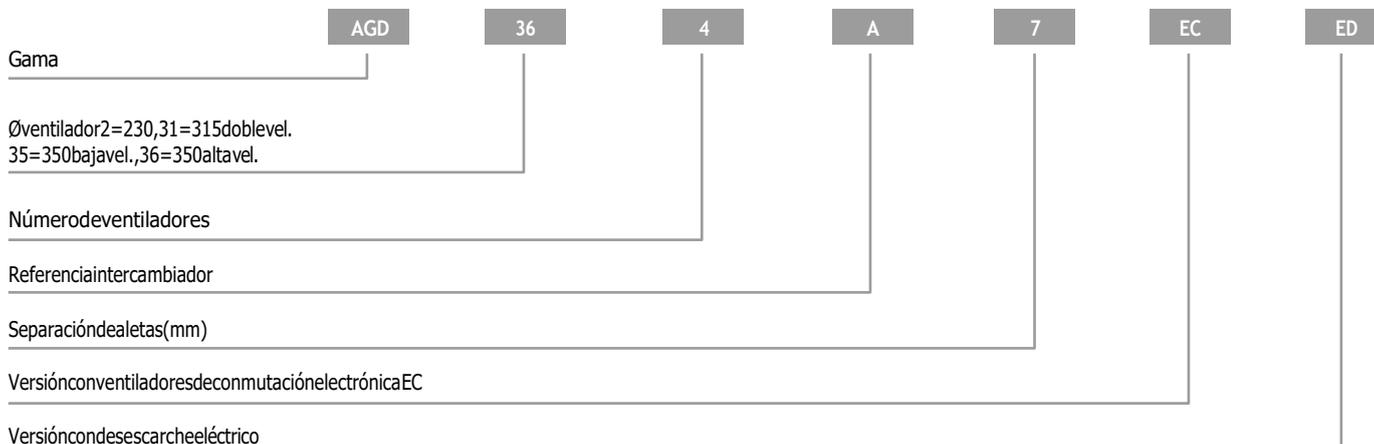 AGD 36 4 A 7 EC ED
Gama
Øventilador2=230,31=315doblevel.
35=350bajavel.,36=350altavel.
Númerodeventiladores
Referenciaintercambiador
Separacióndealetas(mm)
VersiónconventiladoresdeconmutaciónelectrónicaEC
Versióncondesescarcheeléctrico